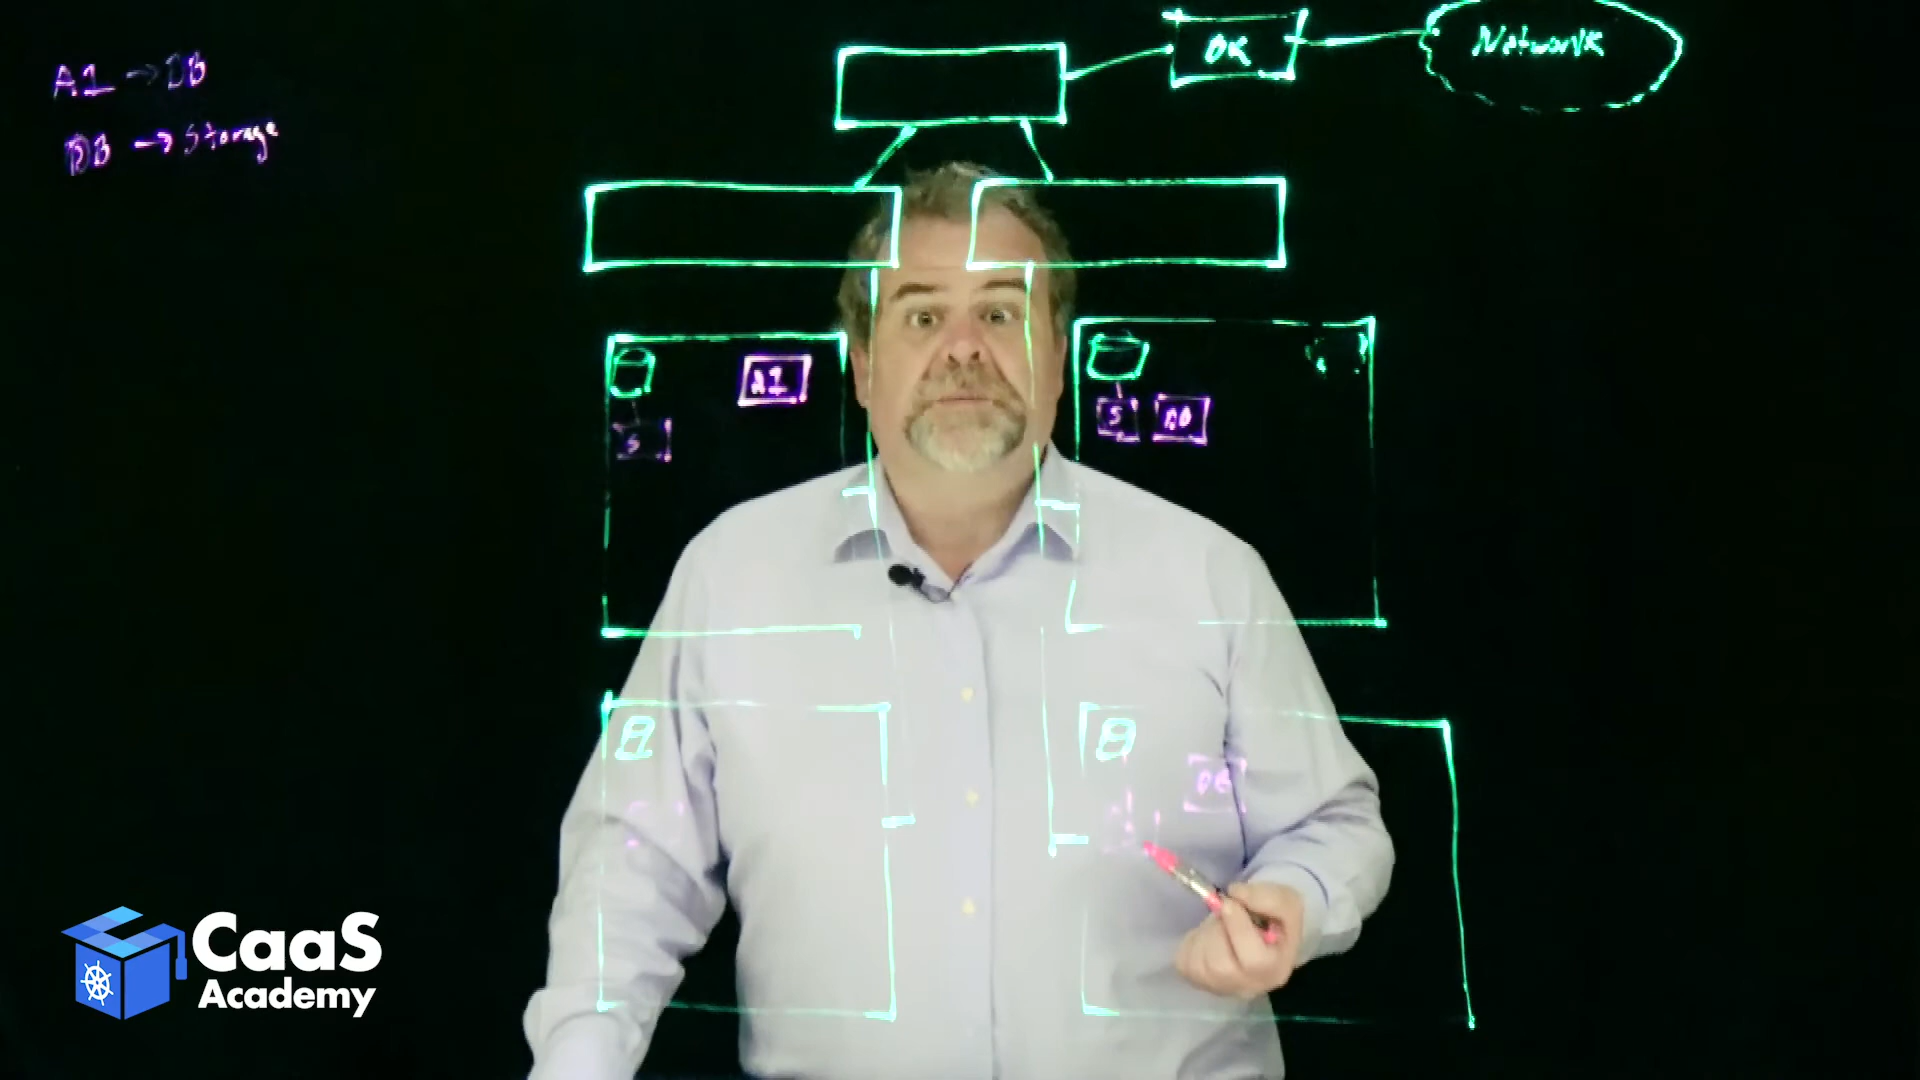 A1 → DB
DB → Storage
OK
Network
A1
S
S
DB
DB
CaaS
Academy